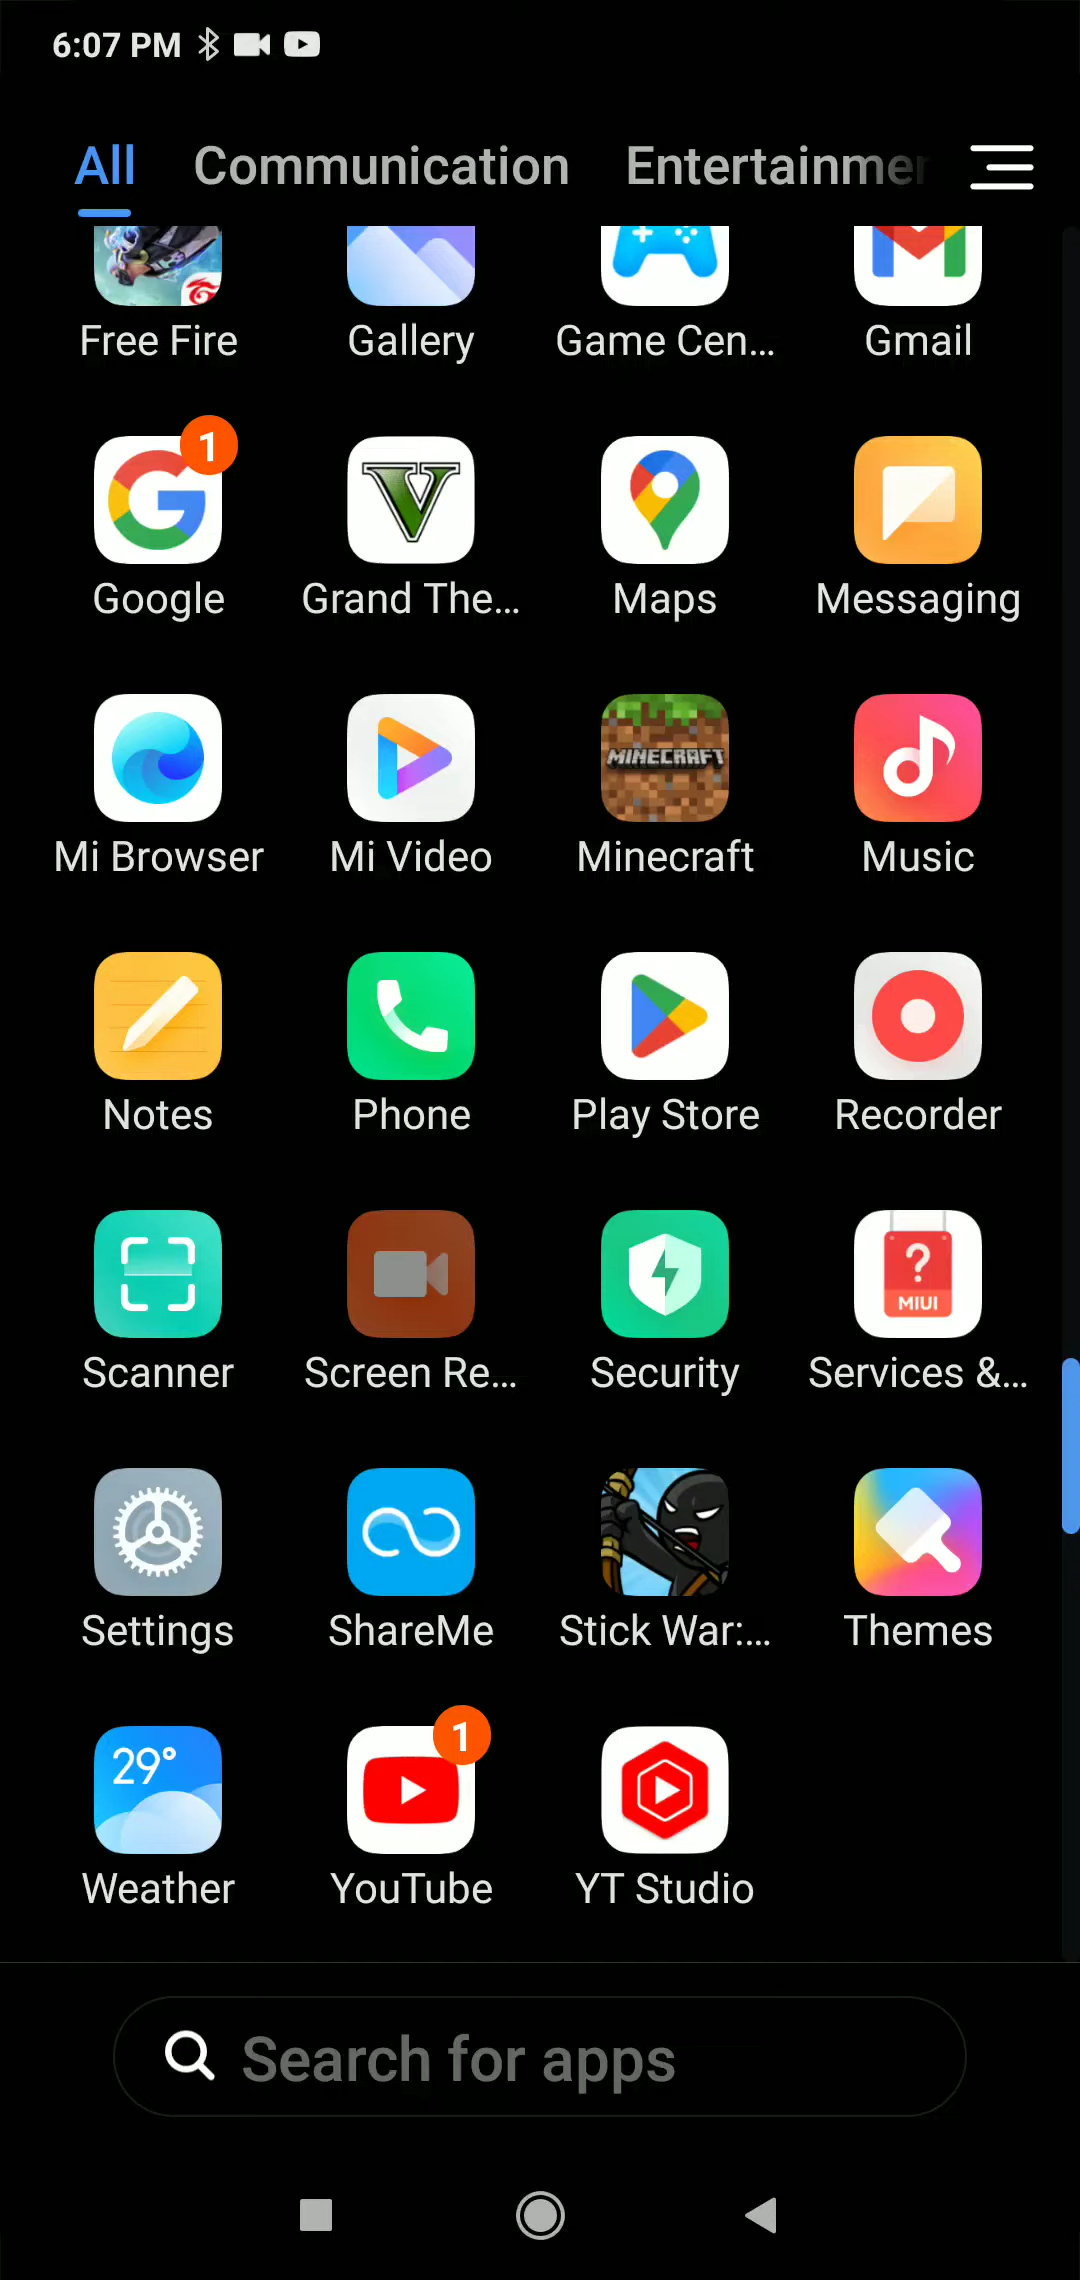 6:07 PM
All Communication Entertainmen
Free Fire Gallery Game Cen... Gmail
1
Google Grand The... Maps Messaging
MINECRAFT
Mi Browser Mi Video Minecraft Music
Notes Phone Play Store Recorder
?
MIUI
Scanner Screen Re... Security Services &...
Settings ShareMe Stick War:... Themes
1
29°
Weather YouTube YT Studio
Search for apps